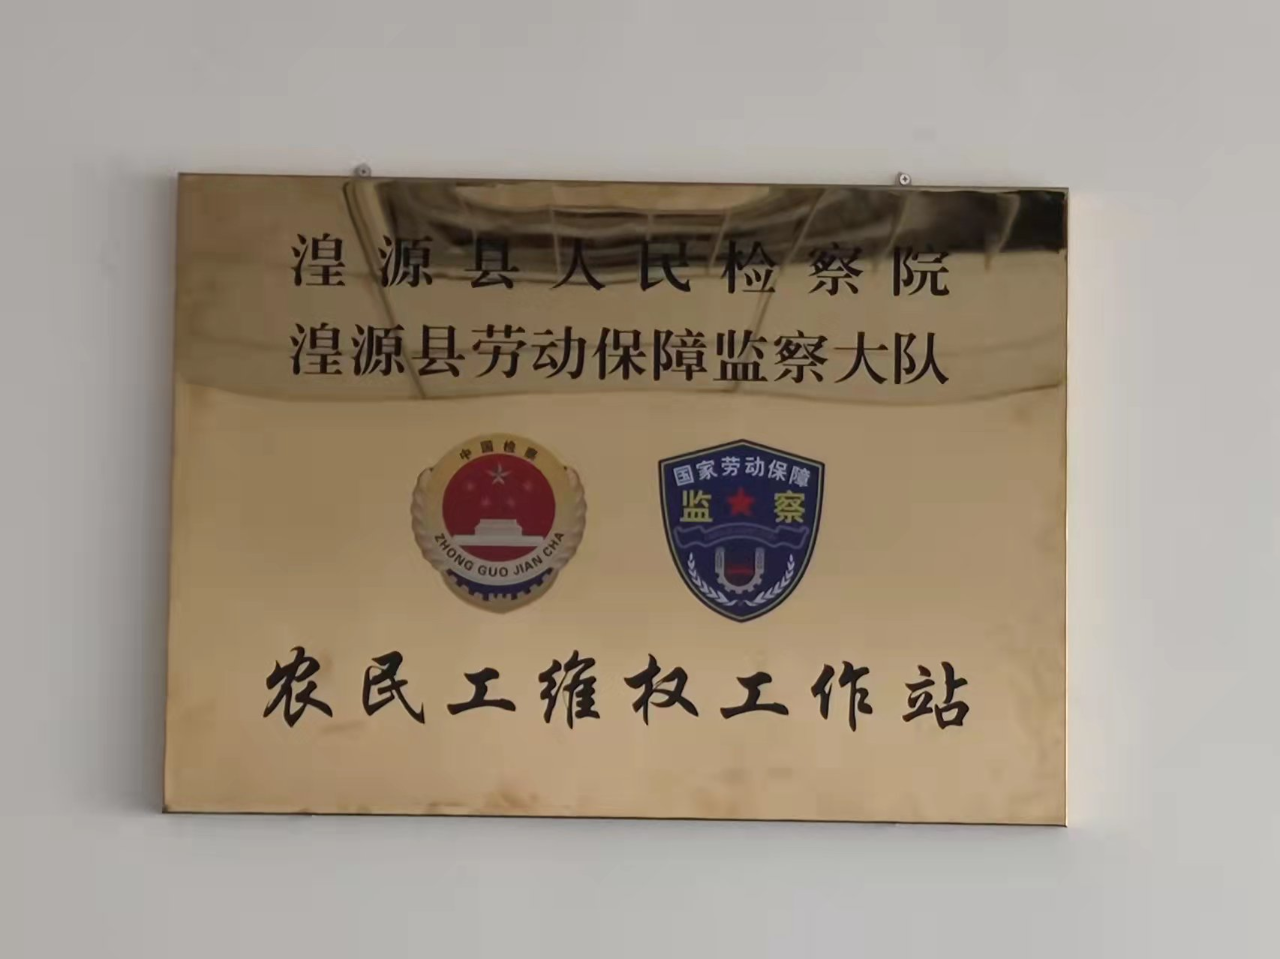 湟源县人民检察院
湟源县劳动保障监察大队
中国检察
ZHONG GUO JIAN CHA
国家劳动保障
监察
农民工维权工作站